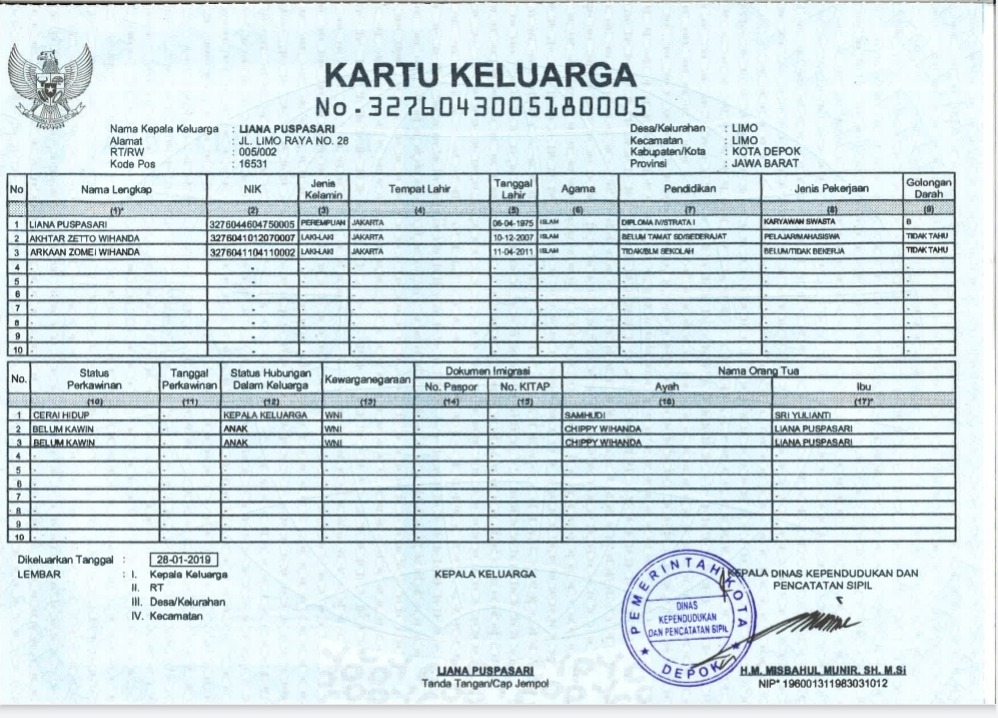 KARTU KELUARGA
No.3276043005180005
Nama Kepala Keluarga : LIANA PUSPASARI
Alamat : JL. LIMO RAYA NO. 28
RT/RW : 005/002
Kode Pos : 16531
Desa/Kelurahan : LIMO
Kecamatan : LIMO
Kabupaten/Kota : KOTA DEPOK
Provinsi : JAWA BARAT
No Nama Lengkap NIK Jenis Kelamin Tempat Lahir Tanggal Lahir Agama Pendidikan Jenis Pekerjaan Golongan Darah
(1)* (2) (3) (4) (5) (6) (7) (8) (9)
1 LIANA PUSPASARI 3276044604750005 PEREMPUAN JAKARTA 06-04-1975 ISLAM DIPLOMA IV/STRATA I KARYAWAN SWASTA B
2 AKHTAR ZETTO WIHANDA 3276041012070007 LAKI-LAKI JAKARTA 10-12-2007 ISLAM BELUM TAMAT SD/SEDERAJAT PELAJAR/MAHASISWA TIDAK TAHU
3 ARKAAN ZOMEI WIHANDA 3276041104110002 LAKI-LAKI JAKARTA 11-04-2011 ISLAM TIDAK/BLM SEKOLAH BELUM/TIDAK BEKERJA TIDAK TAHU
4 - - - - - - - - -
5 - - - - - - - - -
6 - - - - - - - - -
7 - - - - - - - - -
8 - - - - - - - - -
9 - - - - - - - - -
10 - - - - - - - - -
No. Status Perkawinan Tanggal Perkawinan Status Hubungan Dalam Keluarga Kewarganegaraan Dokumen Imigrasi Nama Orang Tua
No. Paspor No. KITAP Ayah Ibu
(10) (11) (12) (13) (14) (15) (16) (17)*
1 CERAI HIDUP - KEPALA KELUARGA WNI - - SAMHUDI SRI YULIANTI
2 BELUM KAWIN - ANAK WNI - - CHIPPY WIHANDA LIANA PUSPASARI
3 BELUM KAWIN - ANAK WNI - - CHIPPY WIHANDA LIANA PUSPASARI
4 - - - - - - - -
5 - - - - - - - -
6 - - - - - - - -
7 - - - - - - - -
8 - - - - - - - -
9 - - - - - - - -
10 - - - - - - - -
Dikeluarkan Tanggal : 28-01-2019
LEMBAR : I. Kepala Keluarga
II. RT
III. Desa/Kelurahan
IV. Kecamatan
KEPALA KELUARGA
LIANA PUSPASARI
Tanda Tangan/Cap Jempol
KEPALA DINAS KEPENDUDUKAN DAN
PENCATATAN SIPIL
PEMERINTAH KOTA
DINAS
KEPENDUDUKAN
DAN PENCATATAN SIPIL
DEPOK
H.M. MISBAHUL MUNIR, SH. M.Si
NIP* 196001311983031012